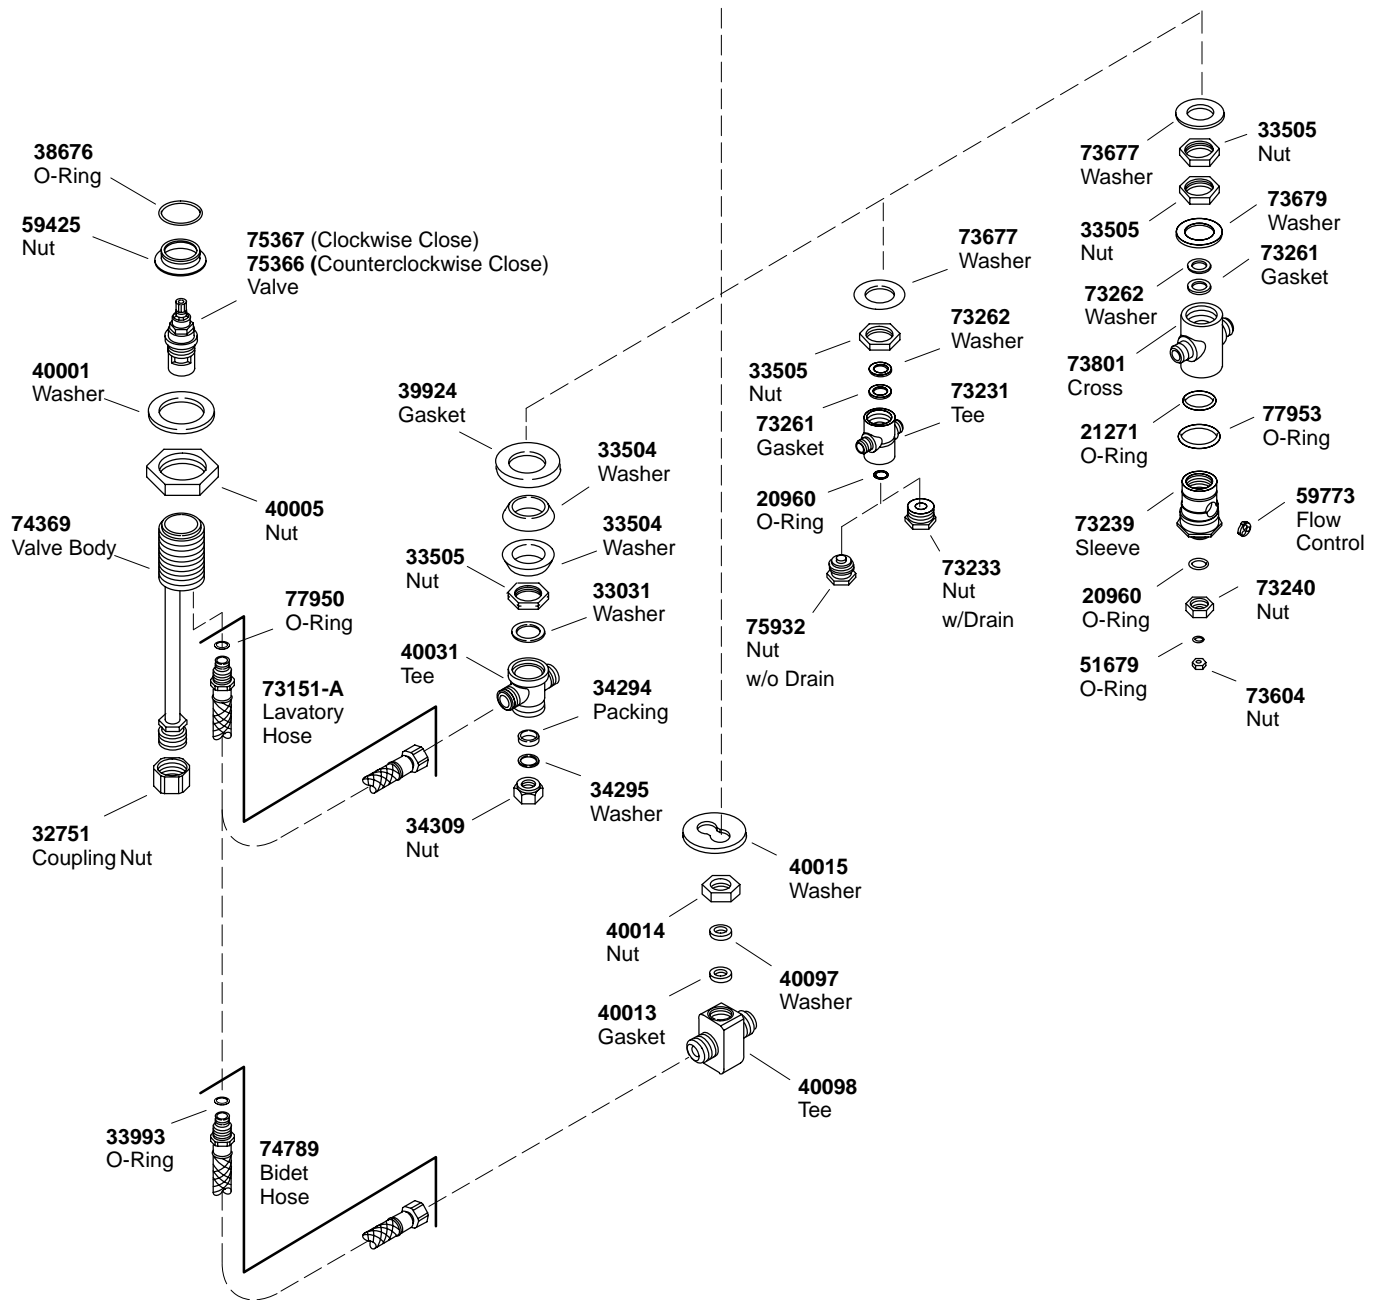 38676
O-Ring
59425
Nut
75367 (Clockwise Close)
75366 (Counterclockwise Close)
Valve
40001
Washer
40005
Nut
74369
Valve Body
77950
O-Ring
73151-A
Lavatory
Hose
32751
Coupling Nut
39924
Gasket
33504
Washer
33504
Washer
33505
Nut
33031
Washer
40031
Tee
34294
Packing
34295
Washer
34309
Nut
73677
Washer
73262
Washer
33505
Nut
73231
Tee
73261
Gasket
20960
O-Ring
73233
Nut
w/Drain
75932
Nut
w/o Drain
73677
Washer
33505
Nut
73679
Washer
33505
Nut
73261
Gasket
73262
Washer
73801
Cross
77953
O-Ring
21271
O-Ring
59773
Flow
Control
73239
Sleeve
73240
Nut
20960
O-Ring
51679
O-Ring
73604
Nut
40015
Washer
40014
Nut
40097
Washer
40013
Gasket
40098
Tee
33993
O-Ring
74789
Bidet
Hose